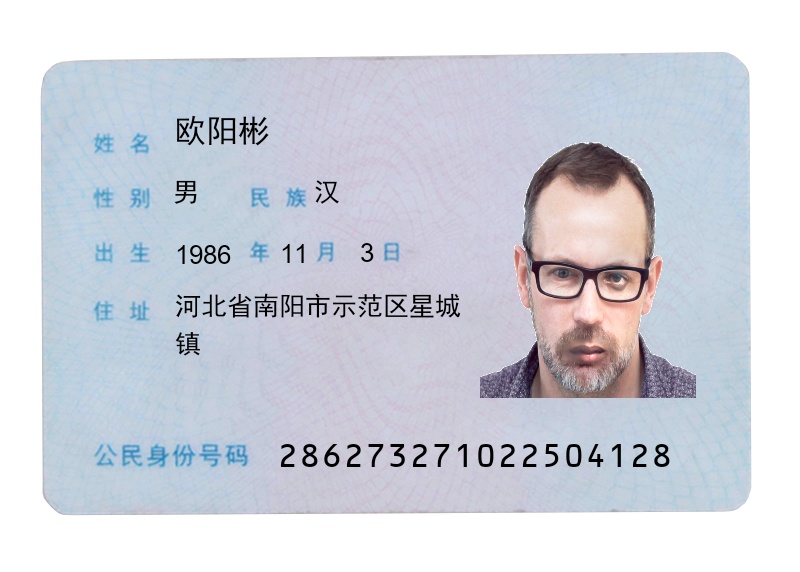 姓名 欧阳彬
性别 男 民族 汉
出生 1986 年 11 月 3 日
住址 河北省南阳市示范区星城
镇
公民身份号码 286273271022504128